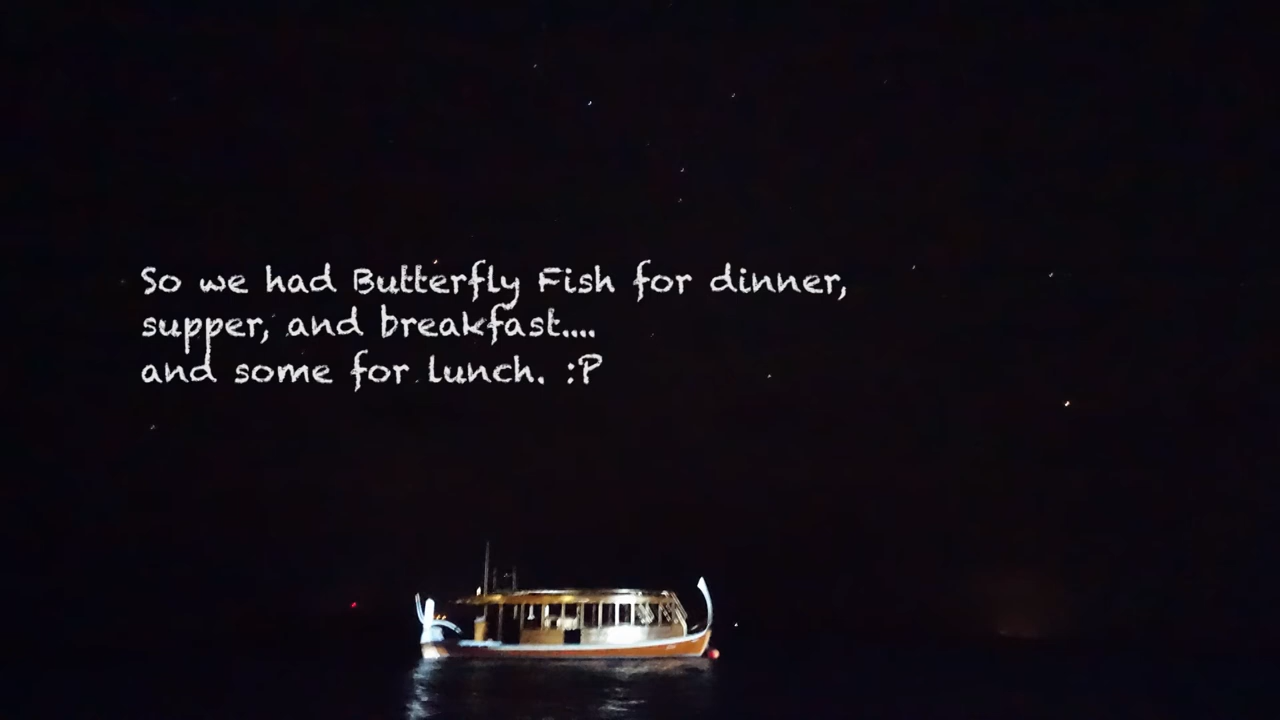 So we had Butterfly Fish for dinner,
supper, and breakfast....
and some for lunch. :P